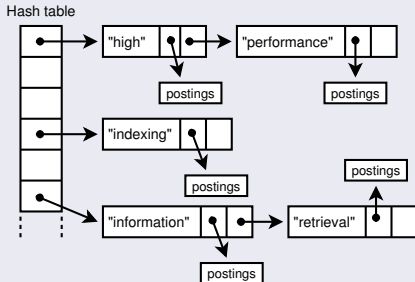 Hash table
"high"
"performance"
postings
postings
"indexing"
postings
postings
"information"
"retrieval"
postings